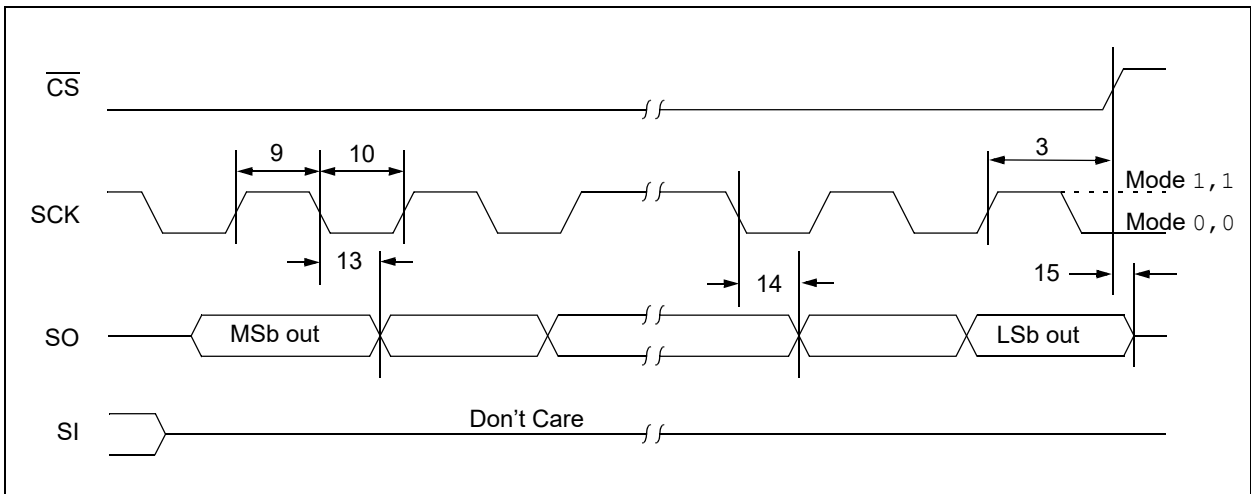 CS
9
10
3
Mode 1,1
SCK
Mode 0,0
13
14
15
SO
MSb out
LSb out
SI
Don't Care